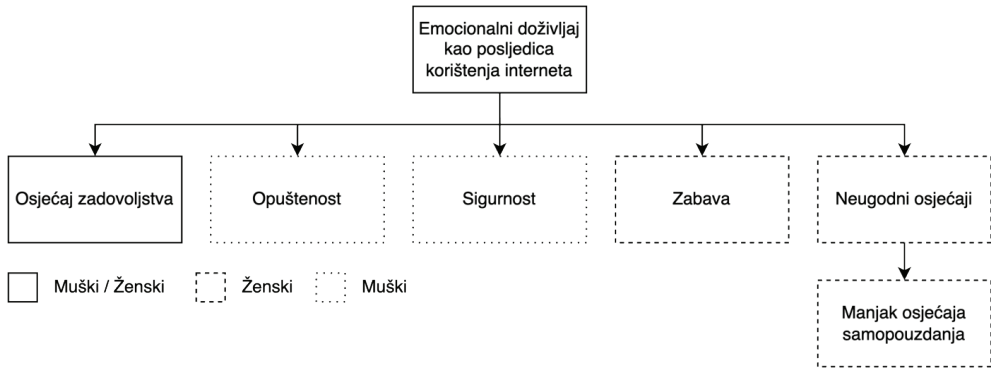 Emocionalni doživljaj
kao posljedica
korištenja interneta
Osjećaj zadovoljstva
Opuštenost
Sigurnost
Zabava
Neugodni osjećaji
Muški / Ženski
Ženski
Muški
Manjak osjećaja
samopouzdanja